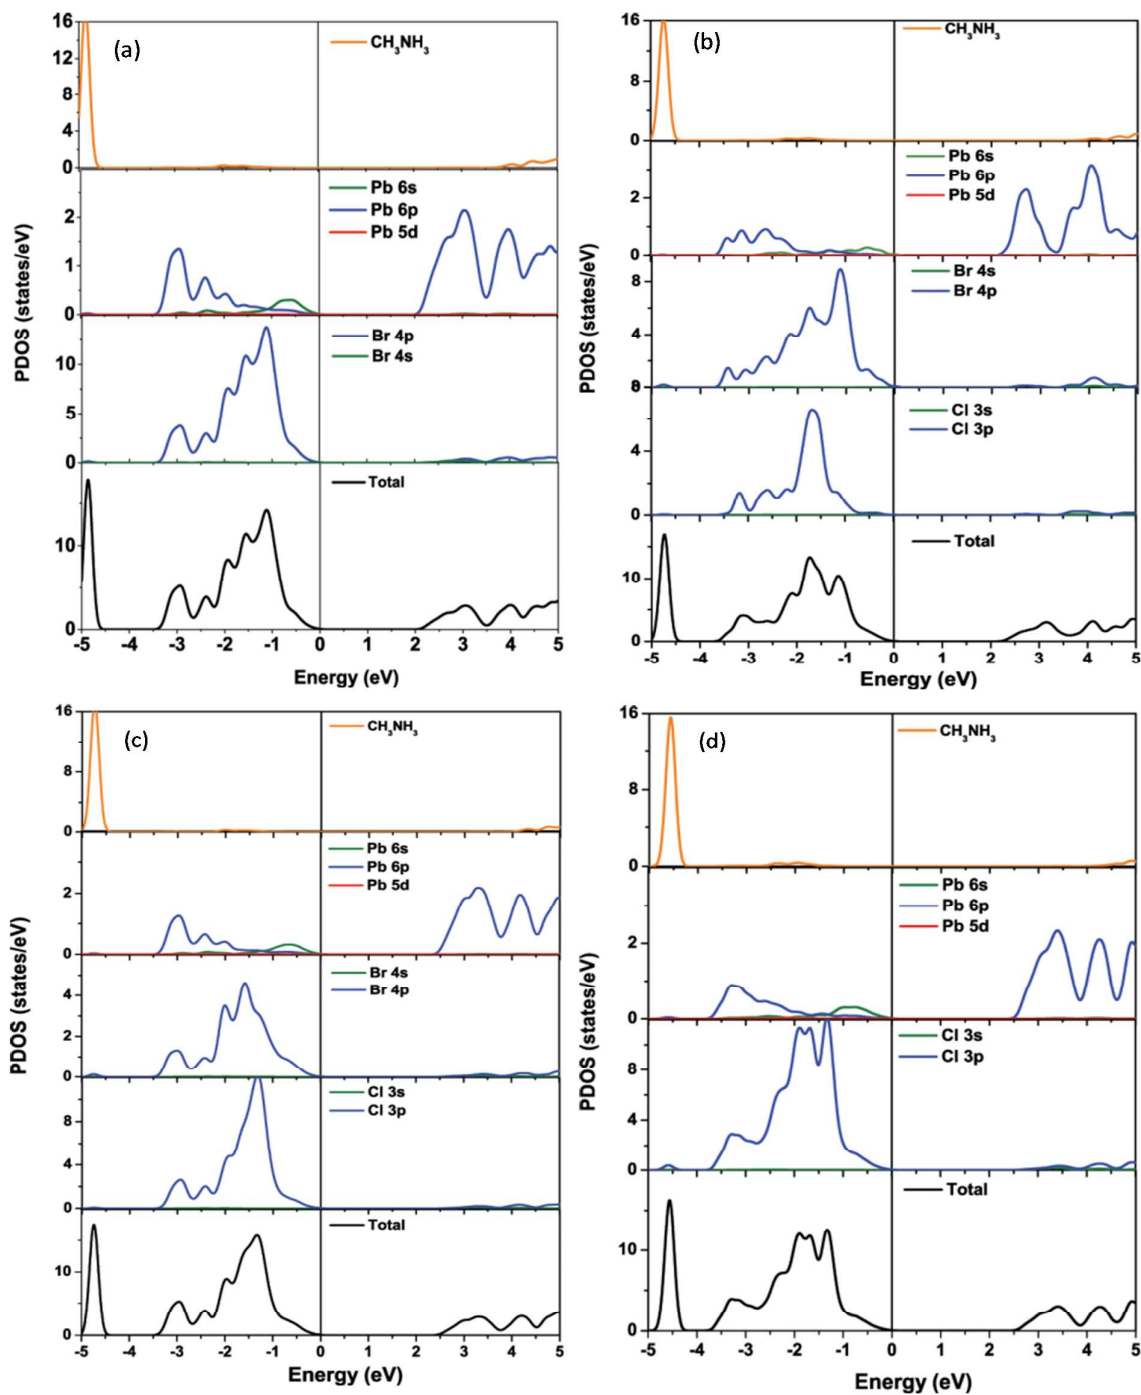 (a)
CH₃NH₃
16
12
8
4
0
Pb 6s
Pb 6p
Pb 5d
2
1
0
Br 4p
Br 4s
10
5
0
Total
10
0
PDOS (states/eV)
-5 -4 -3 -2 -1 0 1 2 3 4 5
Energy (eV)
(b)
CH₃NH₃
16
8
0
Pb 6s
Pb 6p
Pb 5d
2
0
Br 4s
Br 4p
8
4
Cl 3s
Cl 3p
4
0
Total
10
0
PDOS (states/eV)
-5 -4 -3 -2 -1 0 1 2 3 4 5
Energy (eV)
(c)
CH₃NH₃
16
8
0
Pb 6s
Pb 6p
Pb 5d
2
0
Br 4s
Br 4p
4
2
0
Cl 3s
Cl 3p
8
4
0
Total
10
0
PDOS (states/eV)
-5 -4 -3 -2 -1 0 1 2 3 4 5
Energy (eV)
(d)
CH₃NH₃
16
8
0
Pb 6s
Pb 6p
Pb 5d
2
0
Cl 3s
Cl 3p
8
4
0
Total
10
0
PDOS (states/eV)
-5 -4 -3 -2 -1 0 1 2 3 4 5
Energy (eV)